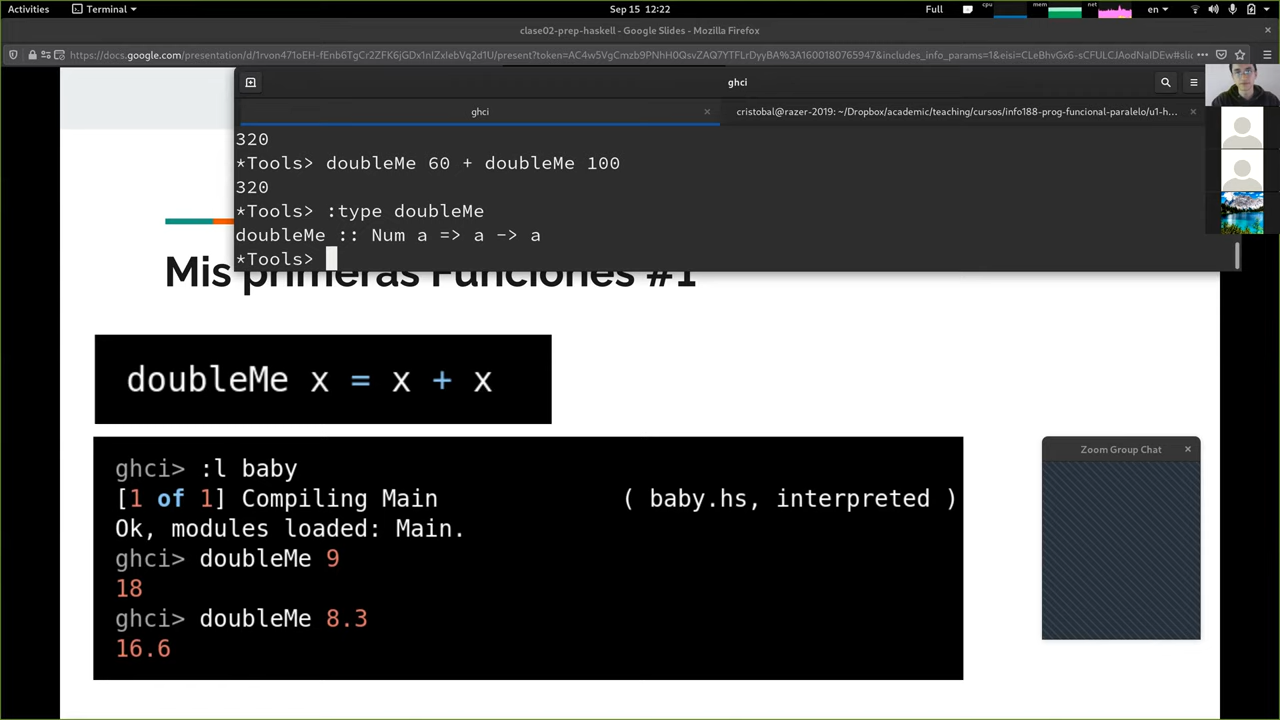 Activities
Terminal
Sep 15 12:22
Full
cpu
mem
net
en
clase02-prep-haskell - Google Slides - Mozilla Firefox
ghci
ghci
cristobal@razer-2019: ~/Dropbox/academic/teaching/cursos/info188-prog-funcional-paralelo/u1-h...
320
*Tools> doubleMe 60 + doubleMe 100
320
*Tools> :type doubleMe
doubleMe :: Num a => a -> a
*Tools>
Mis primeras Funciones #1
doubleMe x = x + x
ghci> :l baby
[1 of 1] Compiling Main ( baby.hs, interpreted )
Ok, modules loaded: Main.
ghci> doubleMe 9
18
ghci> doubleMe 8.3
16.6
Zoom Group Chat